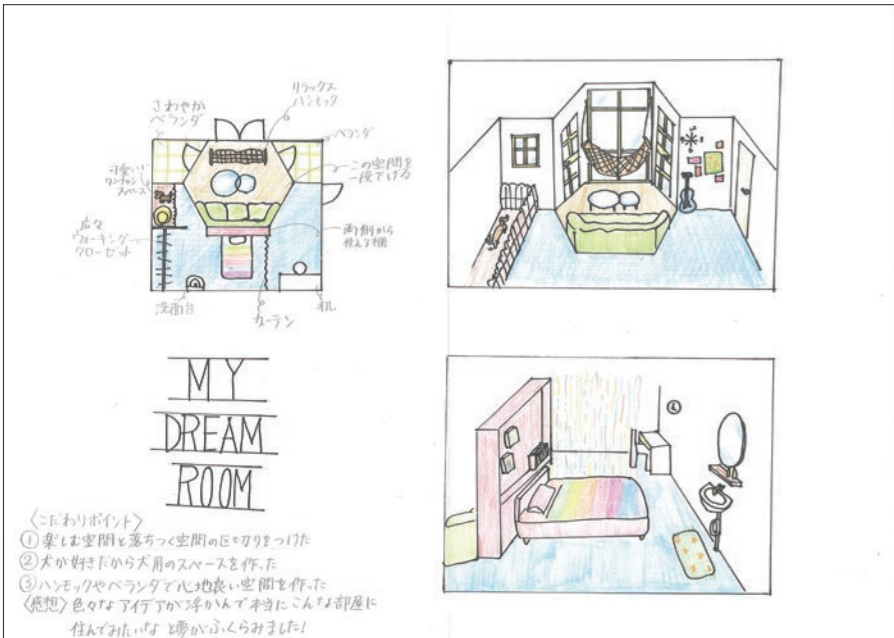 リラックス
ハンモック
さわやか
ベランダ
ベランダ
この空間を
一段下げる
可愛い
ワンチャン
スペース
広々
ウォーキング
クローゼット
両側から
使える棚
洗面台
カーテン
机
MY
DREAM
ROOM
〈こだわりポイント〉
① 楽しむ空間と落ちつく空間の区切りをつけた
② 犬が好きだから犬用のスペースを作った
③ ハンモックやベランダで心地良い空間を作った
〈感想〉色々なアイデアが浮かんで本当にこんな部屋に
住んでみたいな と夢がふくらみました!